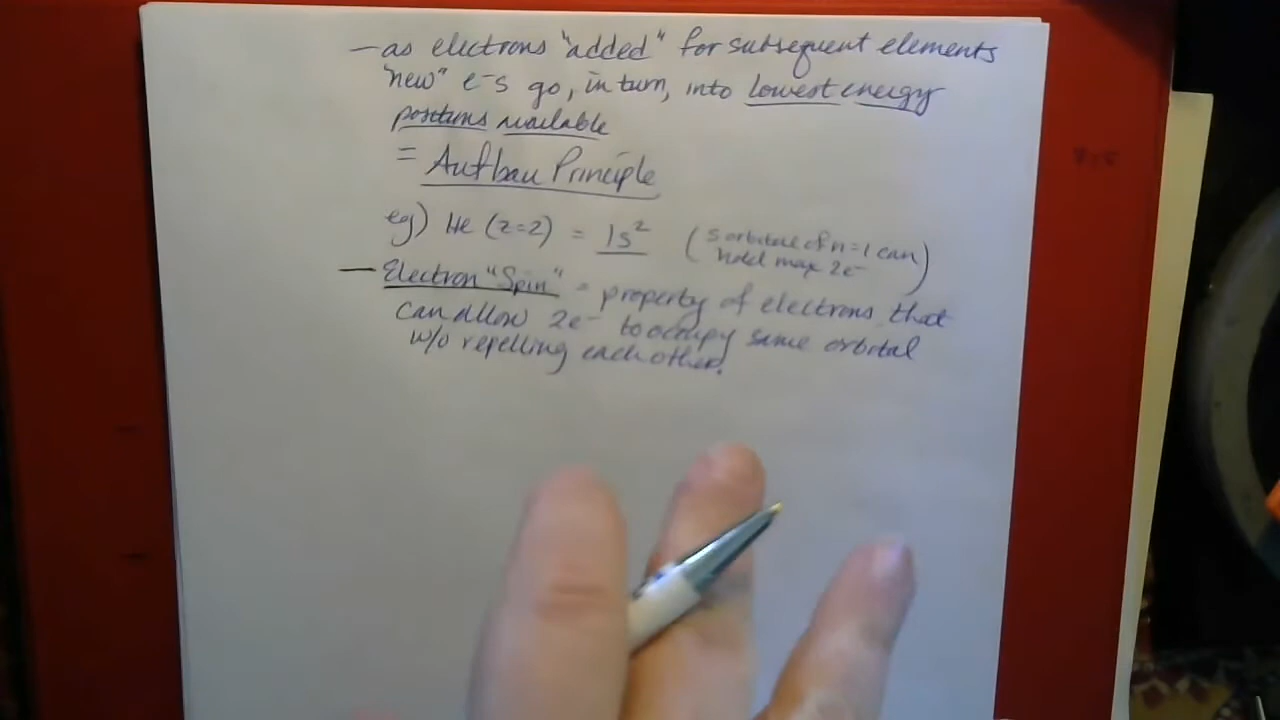 — as electrons "added" for subsequent elements
"new" e⁻s go, in turn, into lowest energy
positions available
= Aufbau Principle
eg) He (z=2) = 1s² (s orbital of n=1 can
hold max 2e⁻)
— Electron "Spin" = property of electrons that
can allow 2e⁻ to occupy same orbital
w/o repelling each other.